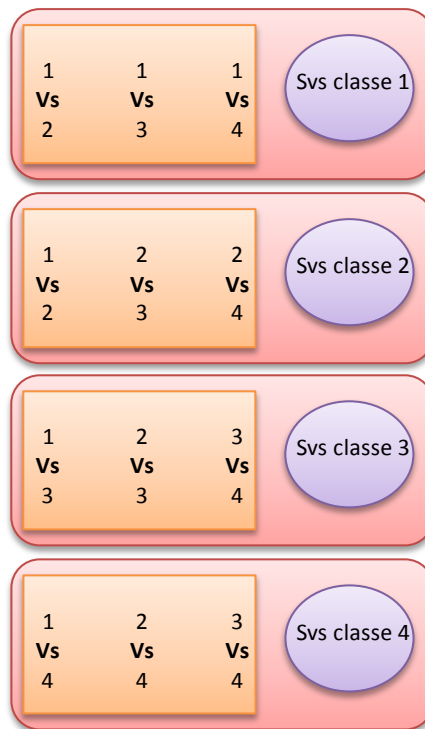 1 1 1
Vs Vs Vs
2 3 4
Svs classe 1
1 2 2
Vs Vs Vs
2 3 4
Svs classe 2
1 2 3
Vs Vs Vs
3 3 4
Svs classe 3
1 2 3
Vs Vs Vs
4 4 4
Svs classe 4